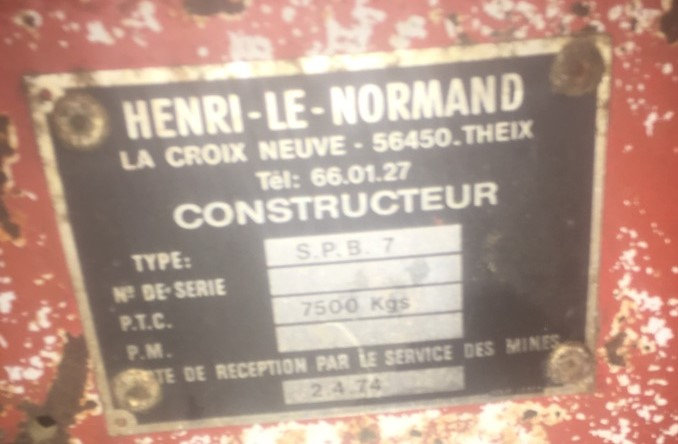 HENRI-LE-NORMAND
LA CROIX NEUVE - 56450.THEIX
Tél: 66.01.27
CONSTRUCTEUR
TYPE: S.P.B. 7
Nº DE-SERIE
P.T.C. 7500 Kgs
P.M.
DE RECEPTION PAR LE SERVICE DES MINES
2.4.74